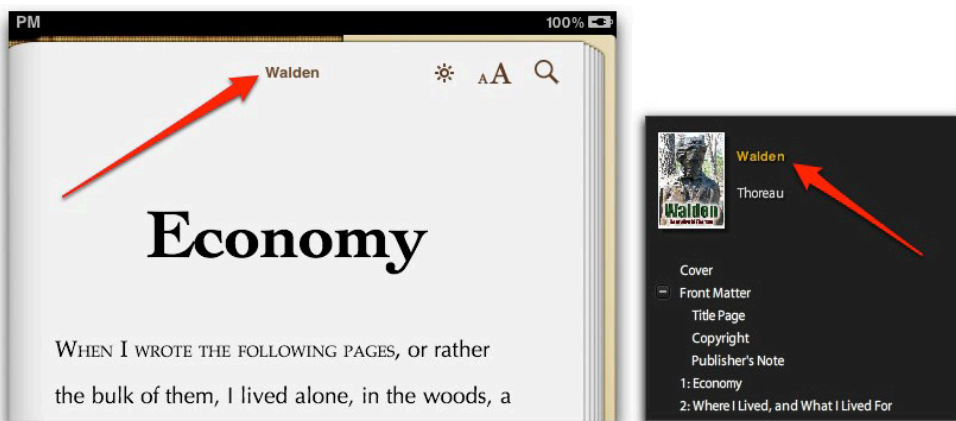 PM
100%
Walden
AA
Economy
WHEN I WROTE THE FOLLOWING PAGES, or rather
the bulk of them, I lived alone, in the woods, a
Walden
Thoreau
Walden
Cover
Front Matter
Title Page
Copyright
Publisher's Note
1: Economy
2: Where I Lived, and What I Lived For